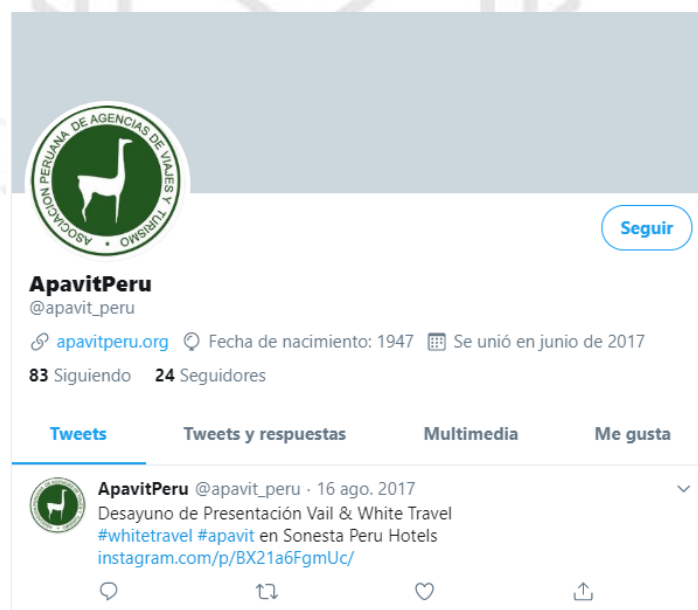 ASOCIACION PERUANA DE AGENCIAS DE VIAJES Y TURISMO
Seguir
ApavitPeru
@apavit_peru
apavitperu.org Fecha de nacimiento: 1947 Se unió en junio de 2017
83 Siguiendo 24 Seguidores
Tweets Tweets y respuestas Multimedia Me gusta
ApavitPeru @apavit_peru · 16 ago. 2017
Desayuno de Presentación Vail & White Travel
#whitetravel #apavit en Sonesta Peru Hotels
instagram.com/p/BX21a6FgmUc/